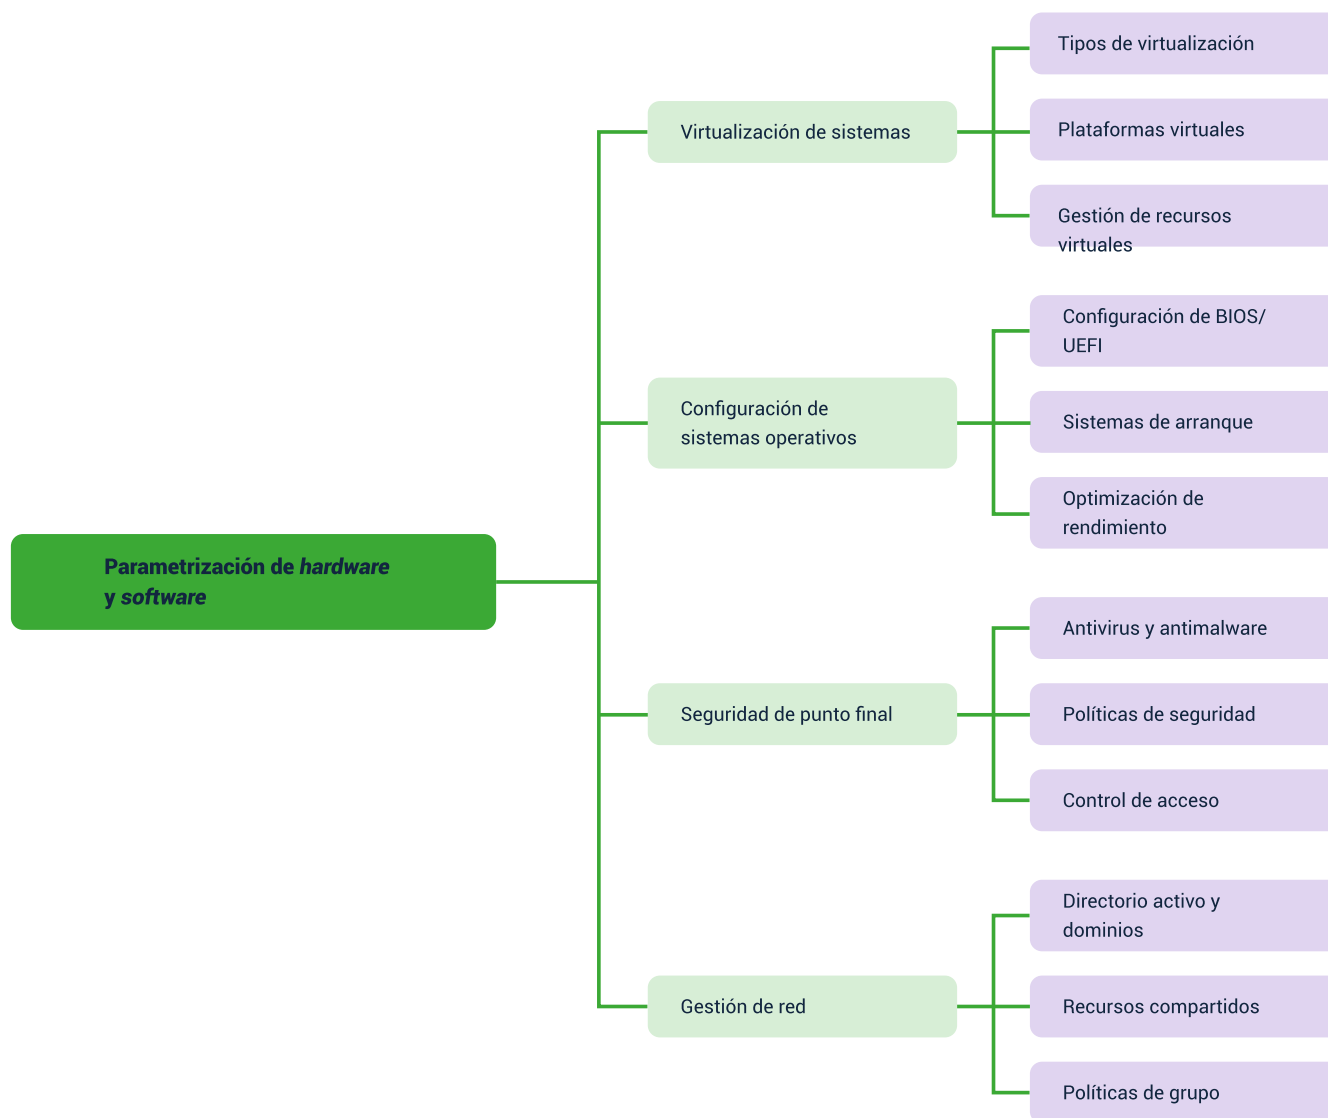 Tipos de virtualización
Virtualización de sistemas
Plataformas virtuales
Gestión de recursos
virtuales
Configuración de BIOS/
UEFI
Configuración de
sistemas operativos
Sistemas de arranque
Optimización de
rendimiento
Parametrización de hardware
y software
Antivirus y antimalware
Seguridad de punto final
Políticas de seguridad
Control de acceso
Directorio activo y
dominios
Gestión de red
Recursos compartidos
Políticas de grupo